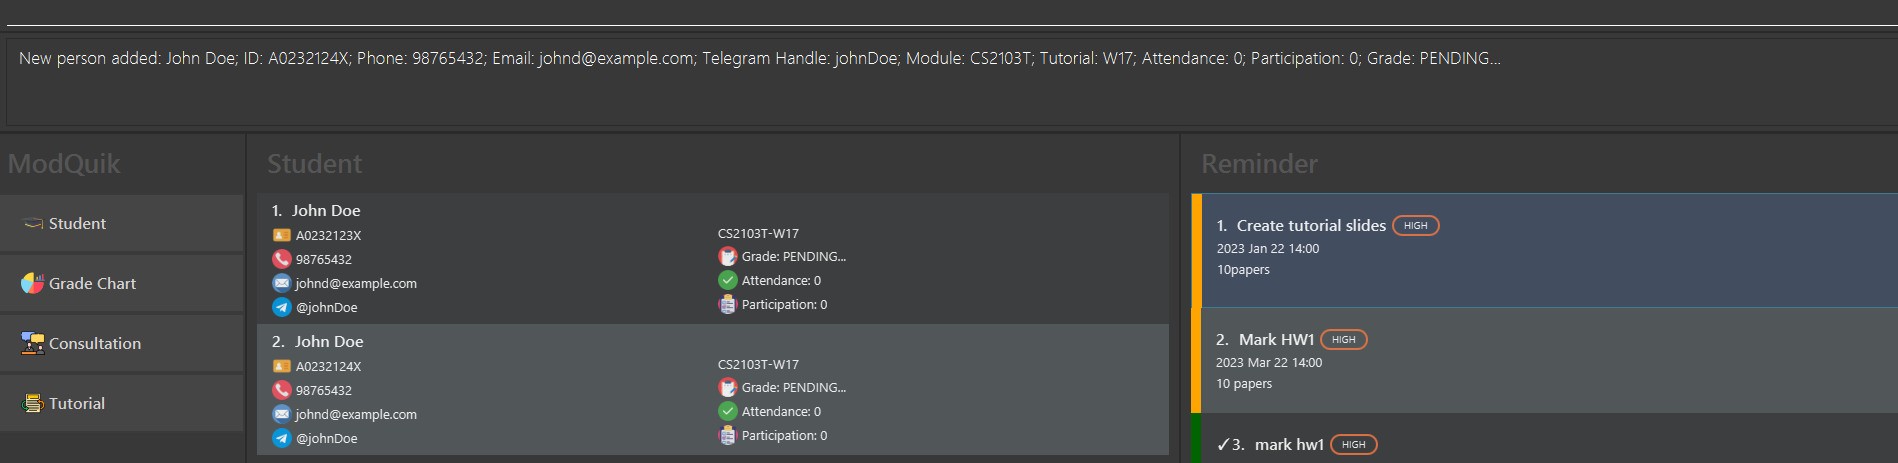 New person added: John Doe; ID: A0232124X; Phone: 98765432; Email: johnd@example.com; Telegram Handle: johnDoe; Module: CS2103T; Tutorial: W17; Attendance: 0; Participation: 0; Grade: PENDING...
ModQuik
Student
Grade Chart
Consultation
Tutorial
Student
1. John Doe
A0232123X
98765432
johnd@example.com
@johnDoe
CS2103T-W17
Grade: PENDING...
Attendance: 0
Participation: 0
2. John Doe
A0232124X
98765432
johnd@example.com
@johnDoe
CS2103T-W17
Grade: PENDING...
Attendance: 0
Participation: 0
Reminder
1. Create tutorial slides HIGH
2023 Jan 22 14:00
10papers
2. Mark HW1 HIGH
2023 Mar 22 14:00
10 papers
✓3. mark hw1 HIGH